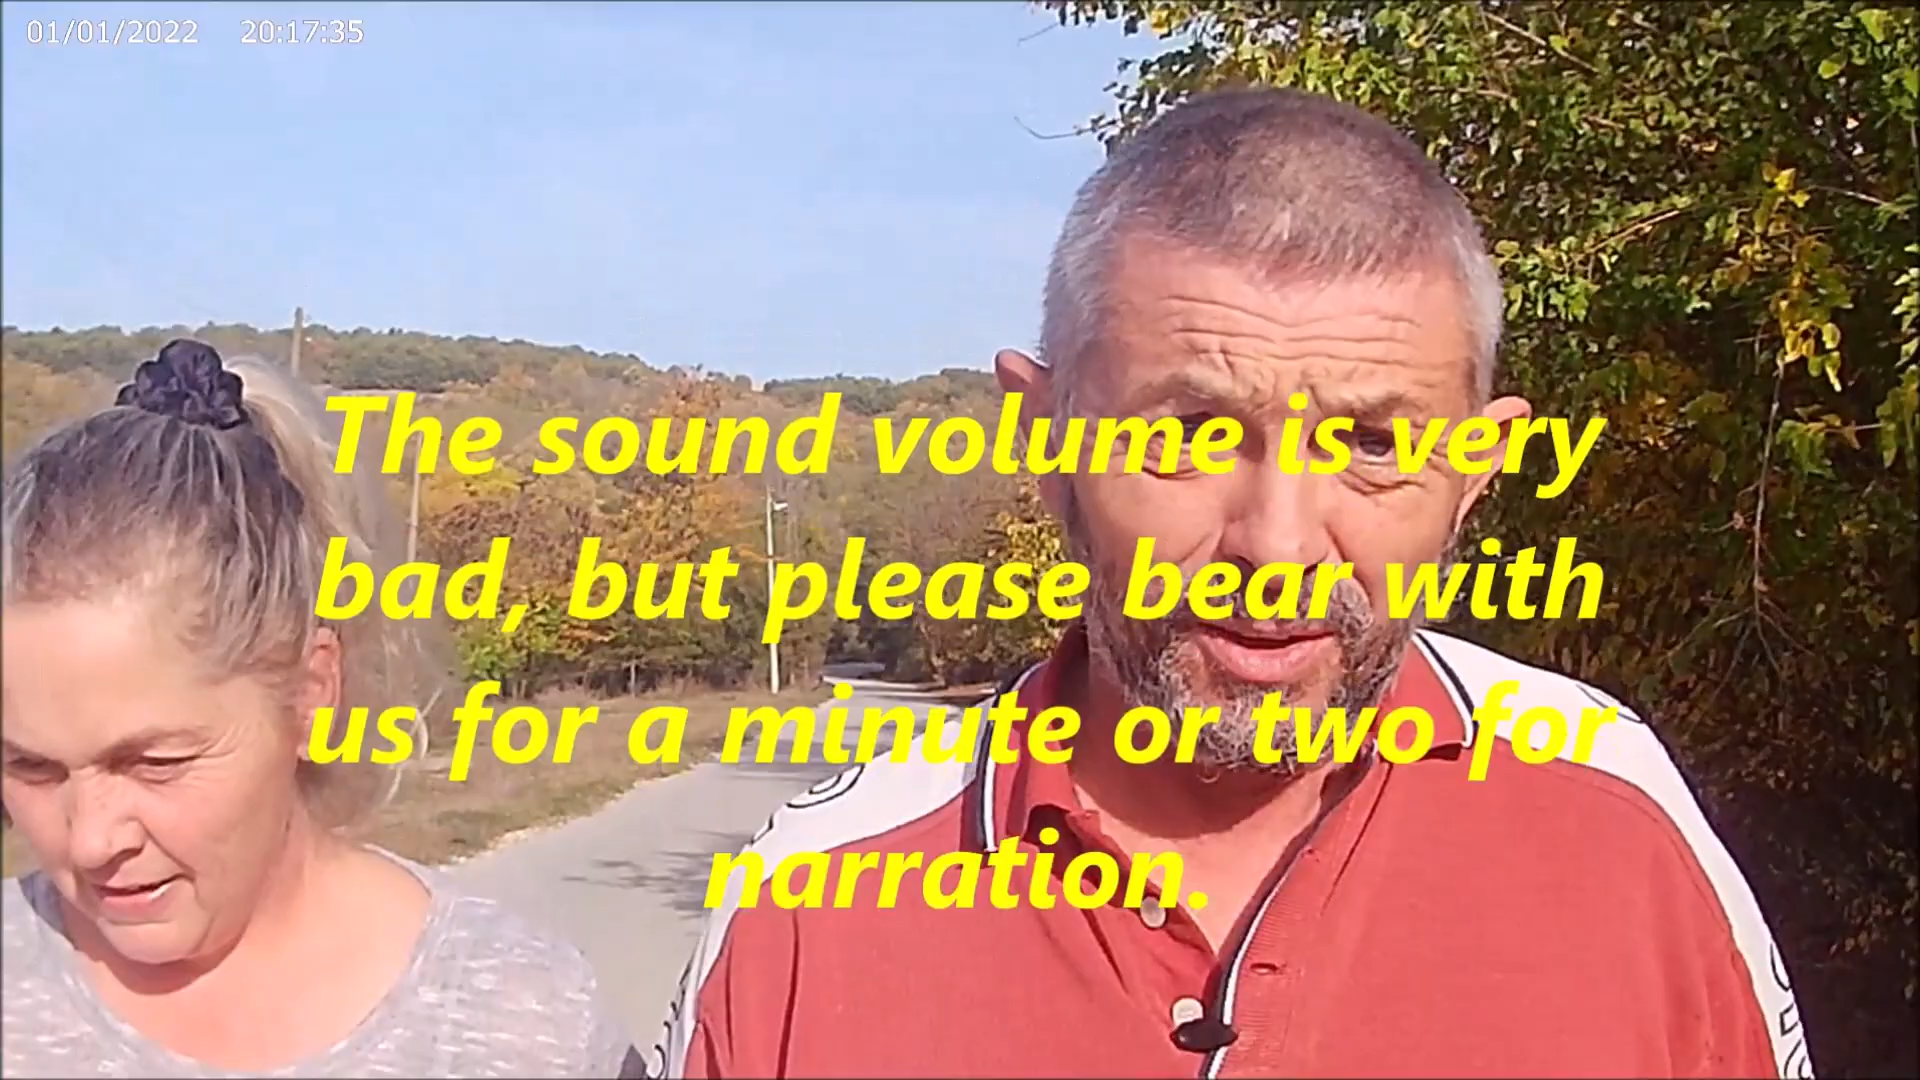 01/01/2022 20:17:35
The sound volume is very
bad, but please bear with
us for a minute or two for
narration.